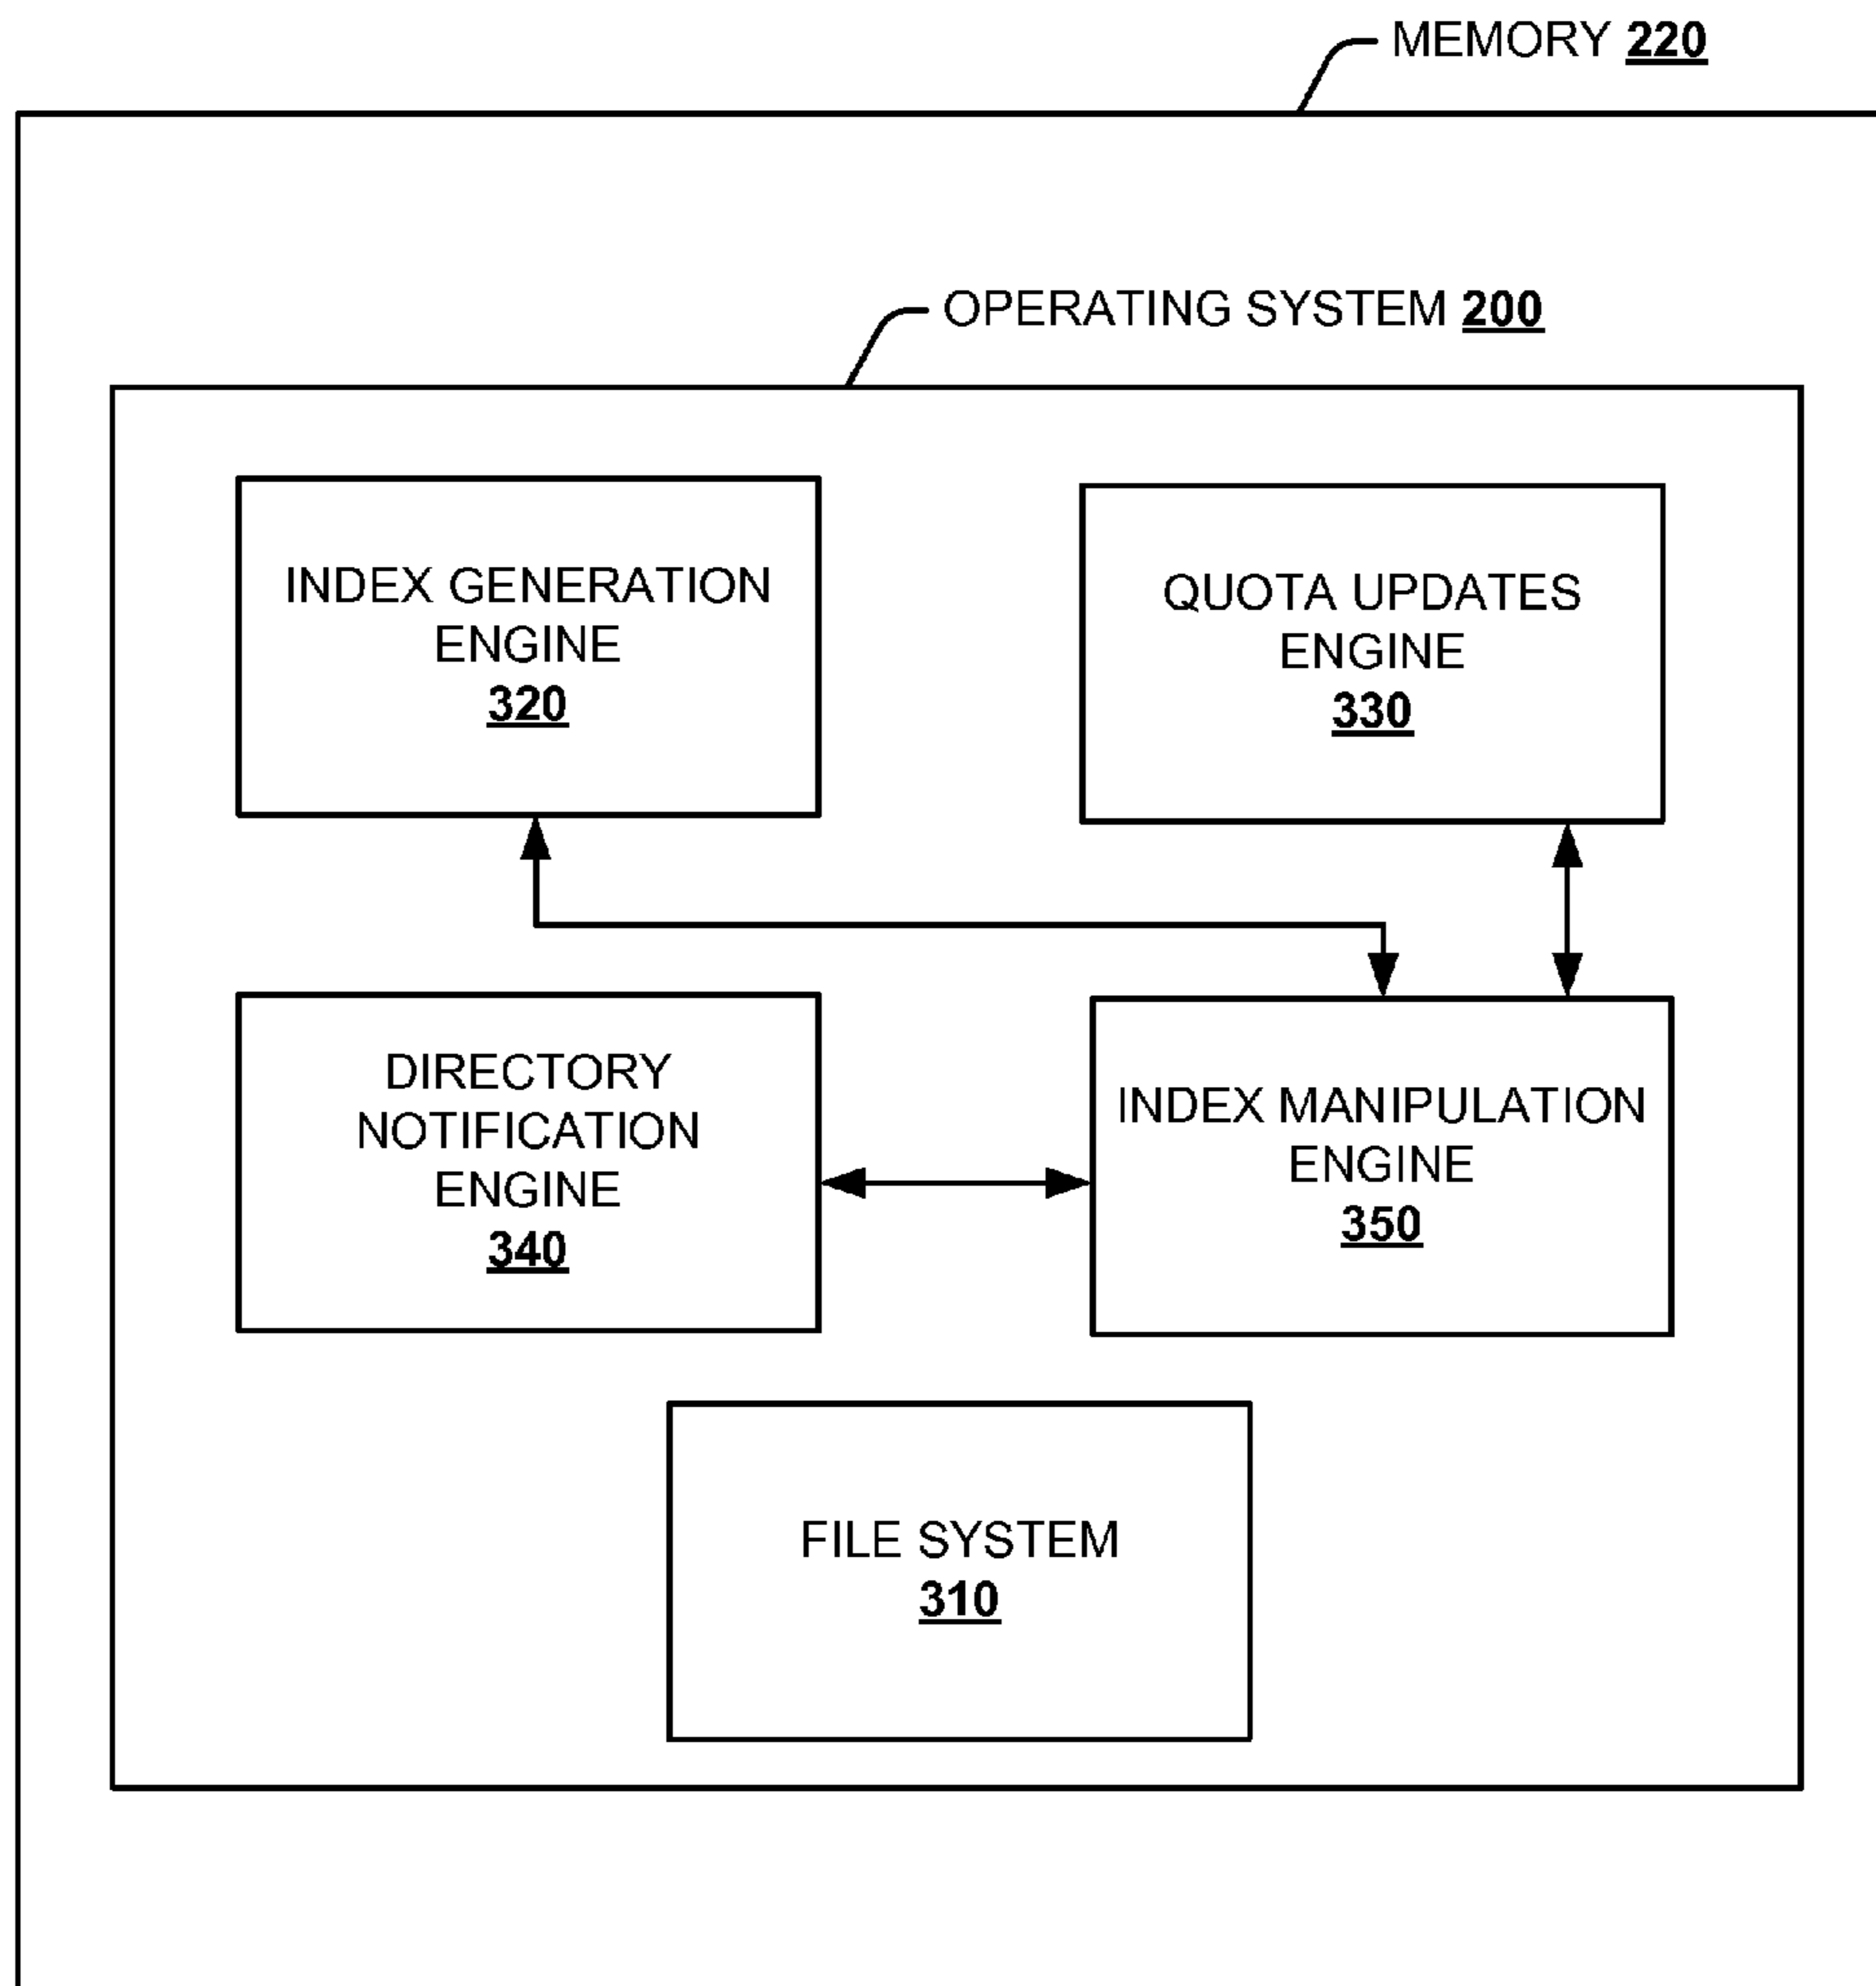 MEMORY 220
OPERATING SYSTEM 200
INDEX GENERATION
ENGINE
320
QUOTA UPDATES
ENGINE
330
DIRECTORY
NOTIFICATION
ENGINE
340
INDEX MANIPULATION
ENGINE
350
FILE SYSTEM
310